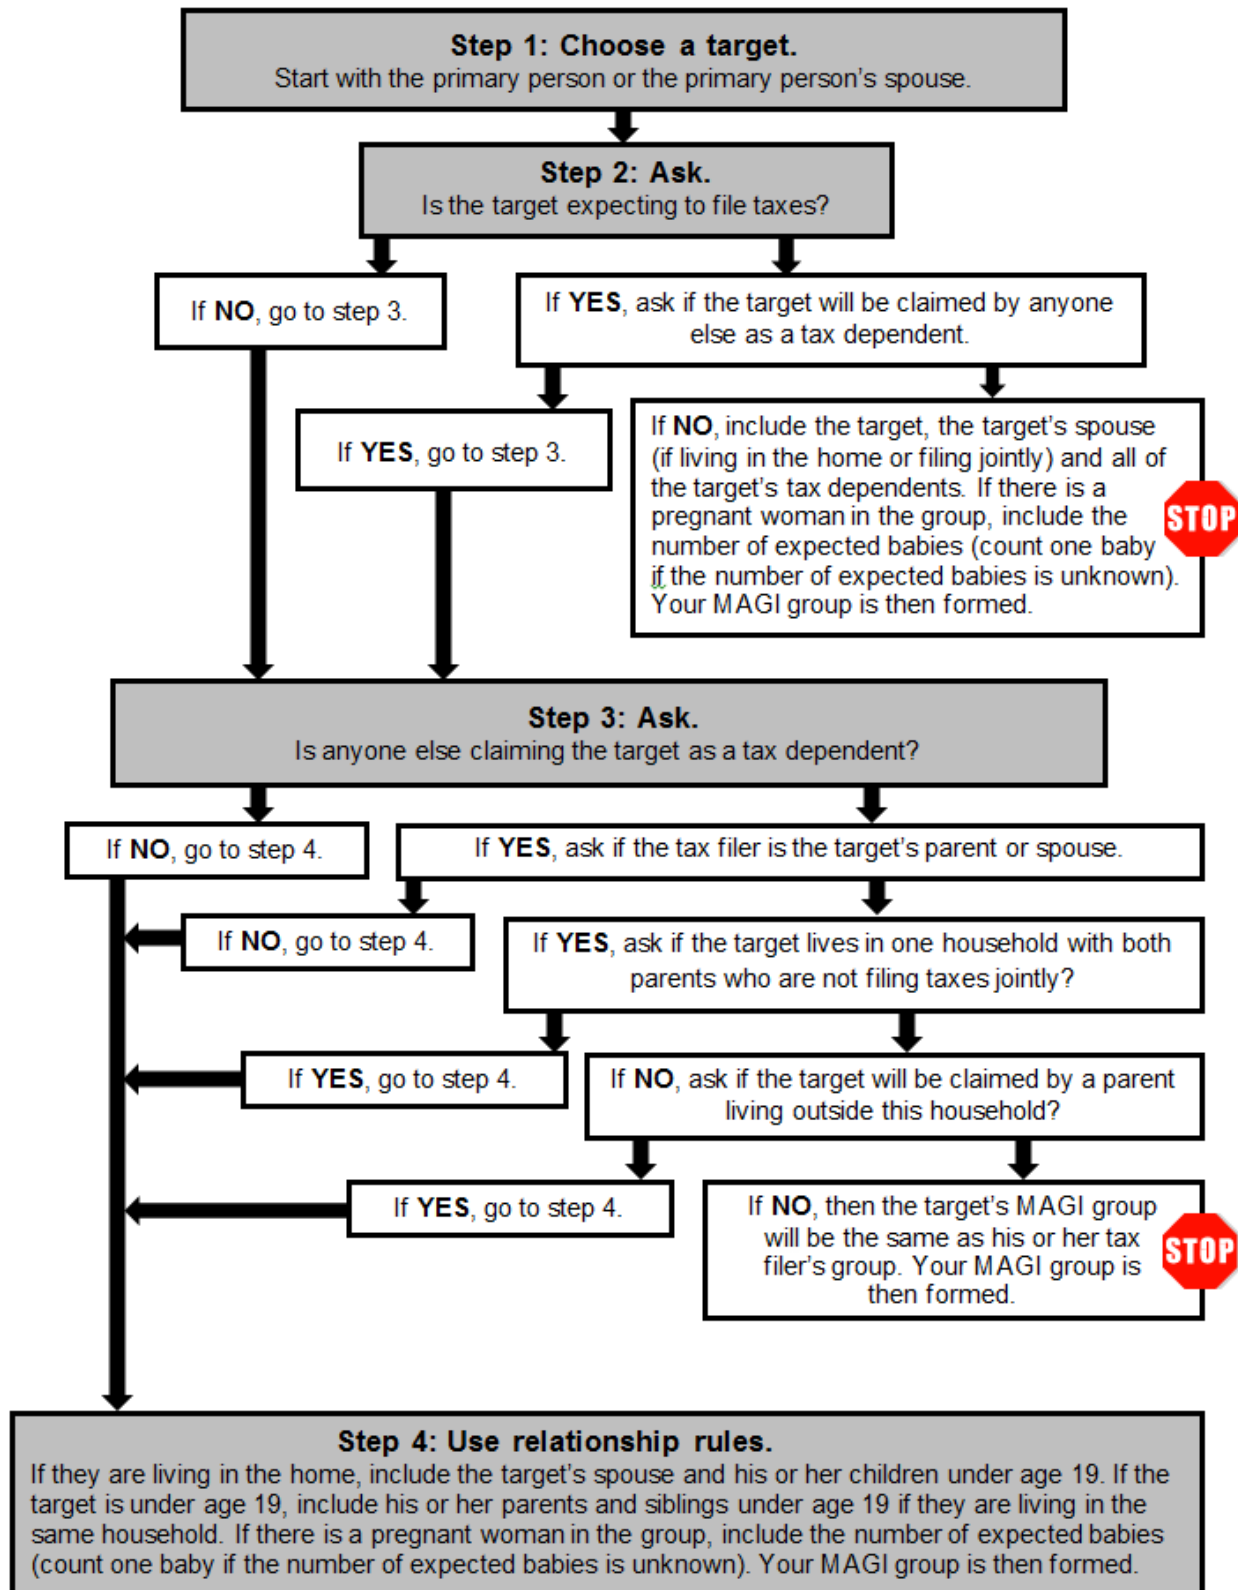 Step 1: Choose a target.
Start with the primary person or the primary person's spouse.
Step 2: Ask.
Is the target expecting to file taxes?
If NO, go to step 3.
If YES, ask if the target will be claimed by anyone
else as a tax dependent.
If YES, go to step 3.
If NO, include the target, the target's spouse
(if living in the home or filing jointly) and all of
the target's tax dependents. If there is a
pregnant woman in the group, include the
number of expected babies (count one baby
if the number of expected babies is unknown).
Your MAGI group is then formed.
STOP
Step 3: Ask.
Is anyone else claiming the target as a tax dependent?
If NO, go to step 4.
If YES, ask if the tax filer is the target's parent or spouse.
If NO, go to step 4.
If YES, ask if the target lives in one household with both
parents who are not filing taxes jointly?
If YES, go to step 4.
If NO, ask if the target will be claimed by a parent
living outside this household?
If YES, go to step 4.
If NO, then the target's MAGI group
will be the same as his or her tax
filer's group. Your MAGI group is
then formed.
STOP
Step 4: Use relationship rules.
If they are living in the home, include the target's spouse and his or her children under age 19. If the
target is under age 19, include his or her parents and siblings under age 19 if they are living in the
same household. If there is a pregnant woman in the group, include the number of expected babies
(count one baby if the number of expected babies is unknown). Your MAGI group is then formed.